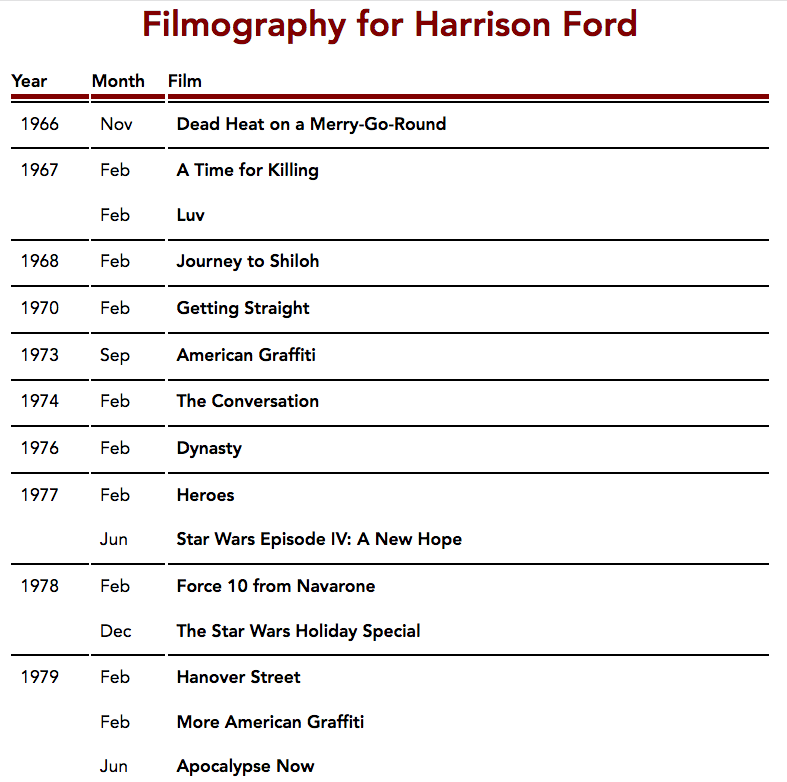 Filmography for Harrison Ford
Year Month Film
1966 Nov Dead Heat on a Merry-Go-Round
1967 Feb A Time for Killing
Feb Luv
1968 Feb Journey to Shiloh
1970 Feb Getting Straight
1973 Sep American Graffiti
1974 Feb The Conversation
1976 Feb Dynasty
1977 Feb Heroes
Jun Star Wars Episode IV: A New Hope
1978 Feb Force 10 from Navarone
Dec The Star Wars Holiday Special
1979 Feb Hanover Street
Feb More American Graffiti
Jun Apocalypse Now